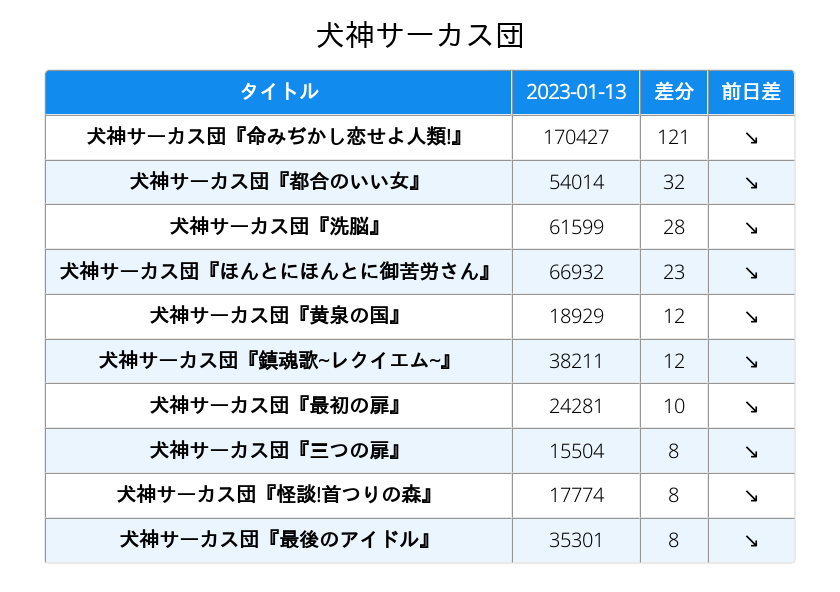 犬神サーカス団
タイトル 2023-01-13 差分 前日差
犬神サーカス団『命みぢかし恋せよ人類!』 170427 121 ↘
犬神サーカス団『都合のいい女』 54014 32 ↘
犬神サーカス団『洗脳』 61599 28 ↘
犬神サーカス団『ほんとにほんとに御苦労さん』 66932 23 ↘
犬神サーカス団『黄泉の国』 18929 12 ↘
犬神サーカス団『鎮魂歌~レクイエム~』 38211 12 ↘
犬神サーカス団『最初の扉』 24281 10 ↘
犬神サーカス団『三つの扉』 15504 8 ↘
犬神サーカス団『怪談!首つりの森』 17774 8 ↘
犬神サーカス団『最後のアイドル』 35301 8 ↘